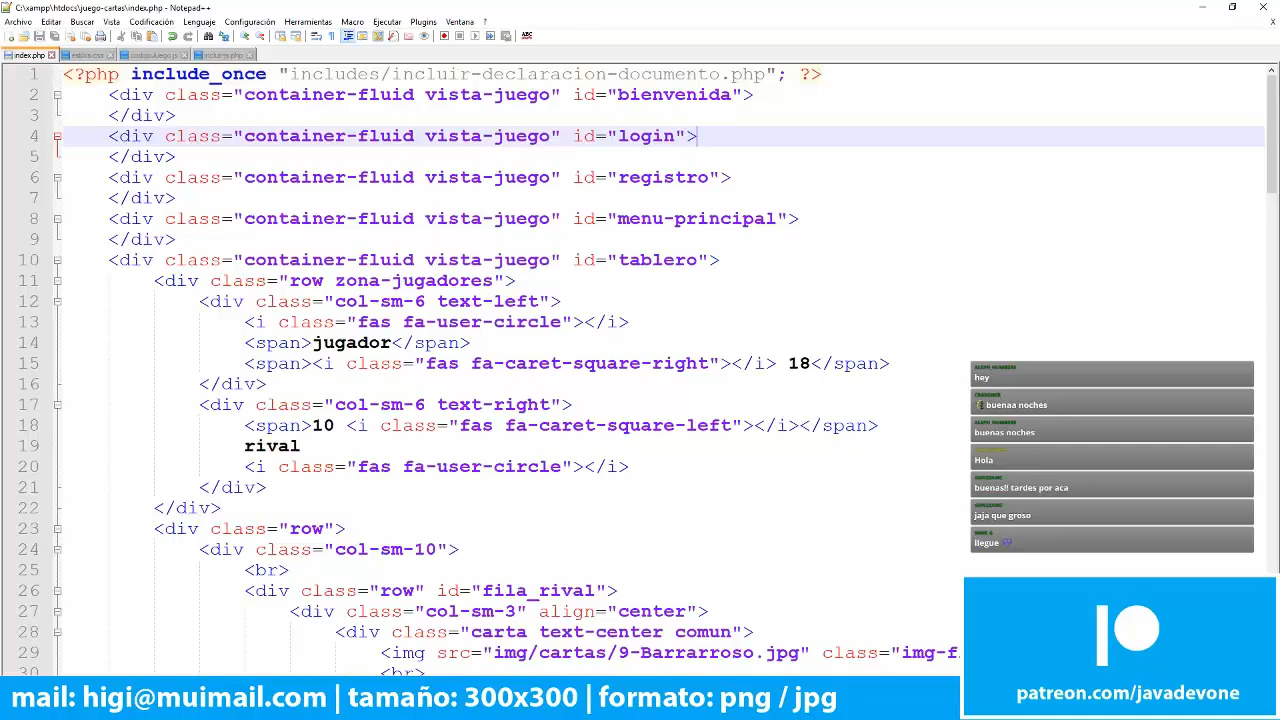 C:\xampp\htdocs\juego-cartas\index.php - Notepad++
Archivo Editar Buscar Vista Codificación Lenguaje Configuración Herramientas Macro Ejecutar Plugins Ventana ?
index.php estilos.css codigoJuego.js incluir-js.php
1 <?php include_once "includes/incluir-declaracion-documento.php"; ?>
2 <div class="container-fluid vista-juego" id="bienvenida">
3 </div>
4 <div class="container-fluid vista-juego" id="login">
5 </div>
6 <div class="container-fluid vista-juego" id="registro">
7 </div>
8 <div class="container-fluid vista-juego" id="menu-principal">
9 </div>
10 <div class="container-fluid vista-juego" id="tablero">
11 <div class="row zona-jugadores">
12 <div class="col-sm-6 text-left">
13 <i class="fas fa-user-circle"></i>
14 <span>jugador</span>
15 <span><i class="fas fa-caret-square-right"></i> 18</span>
16 </div>
17 <div class="col-sm-6 text-right">
18 <span>10 <i class="fas fa-caret-square-left"></i></span>
19 rival
20 <i class="fas fa-user-circle"></i>
21 </div>
22 </div>
23 <div class="row">
24 <div class="col-sm-10">
25 <br>
26 <div class="row" id="fila_rival">
27 <div class="col-sm-3" align="center">
28 <div class="carta text-center comun">
29 <img src="img/cartas/9-Barrarroso.jpg" class="img-f
30 <br>
hey
buenaa noches
buenas noches
Hola
buenas!! tardes por aca
jaja que groso
llegue
patreon.com/javadevone
mail: higi@muimail.com | tamaño: 300x300 | formato: png / jpg